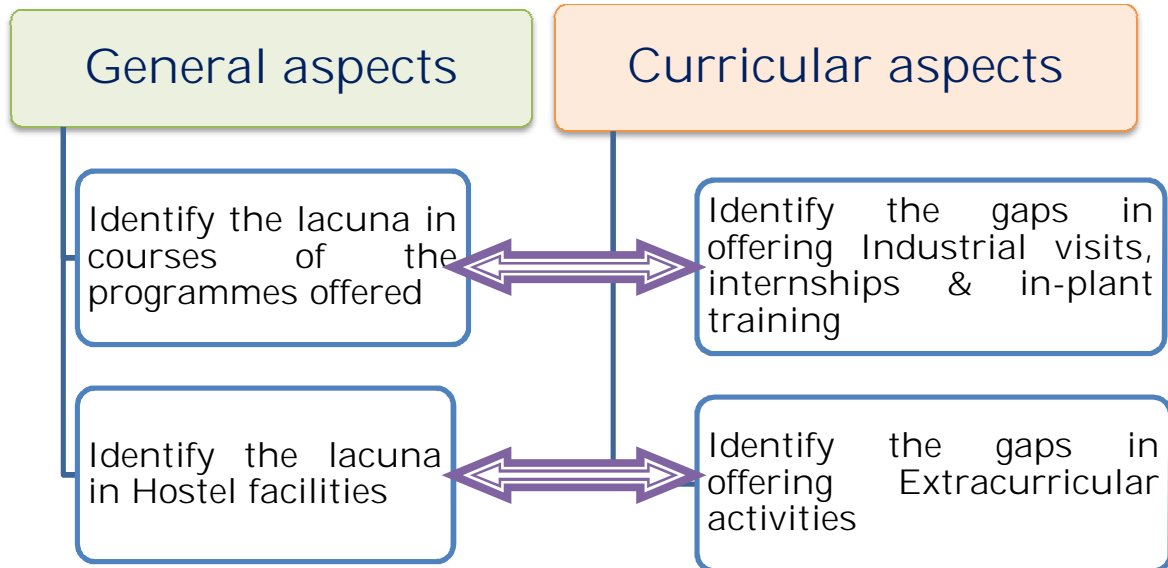 General aspects
Curricular aspects
Identify the lacuna in
courses of the
programmes offered
Identify the gaps in
offering Industrial visits,
internships & in-plant
training
Identify the lacuna
in Hostel facilities
Identify the gaps in
offering Extracurricular
activities